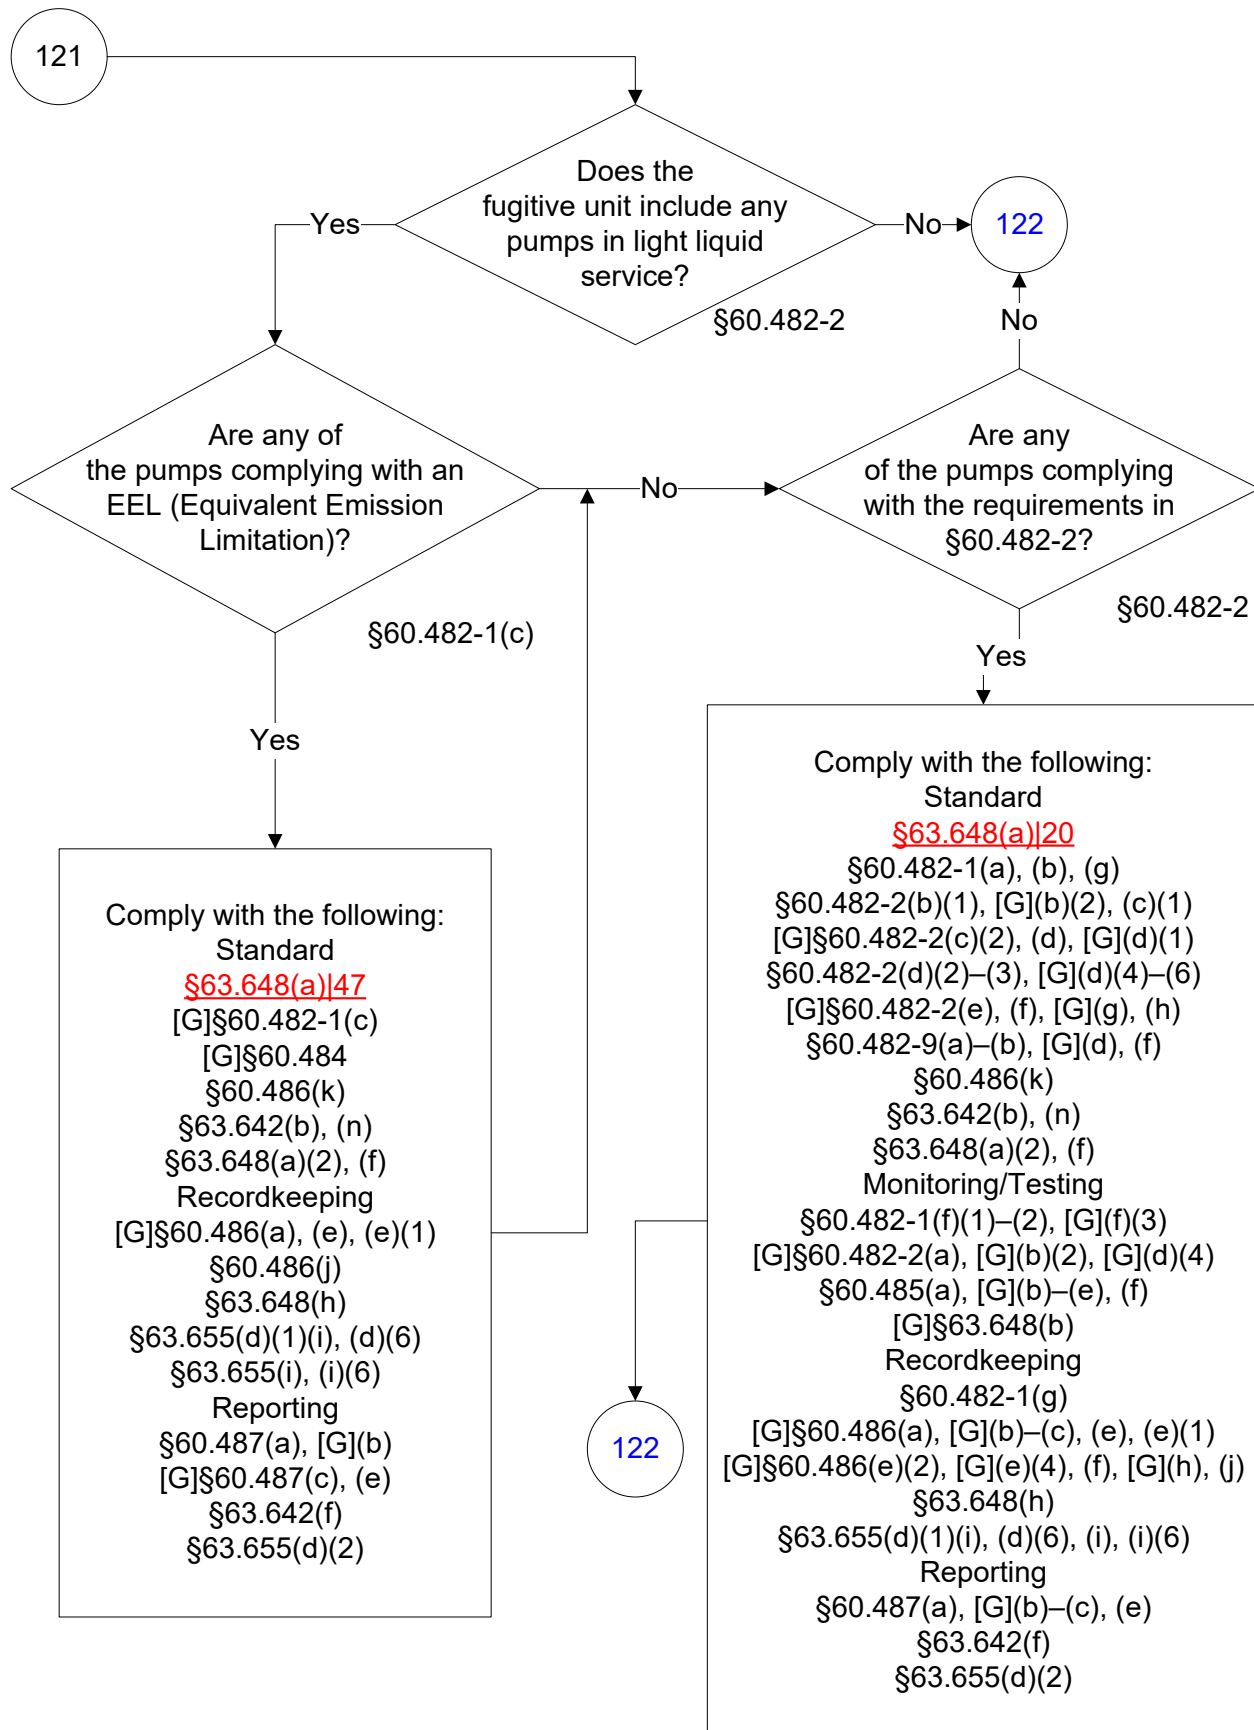 121
Does the
fugitive unit include any
pumps in light liquid
service?
§60.482-2
Yes
No
122
No
Are any of
the pumps complying with an
EEL (Equivalent Emission
Limitation)?
§60.482-1(c)
No
Are any
of the pumps complying
with the requirements in
§60.482-2?
§60.482-2
Yes
Yes
Comply with the following:
Standard
§63.648(a)|47
[G]§60.482-1(c)
[G]§60.484
§60.486(k)
§63.642(b), (n)
§63.648(a)(2), (f)
Recordkeeping
[G]§60.486(a), (e), (e)(1)
§60.486(j)
§63.648(h)
§63.655(d)(1)(i), (d)(6)
§63.655(i), (i)(6)
Reporting
§60.487(a), [G](b)
[G]§60.487(c), (e)
§63.642(f)
§63.655(d)(2)
Comply with the following:
Standard
§63.648(a)|20
§60.482-1(a), (b), (g)
§60.482-2(b)(1), [G](b)(2), (c)(1)
[G]§60.482-2(c)(2), (d), [G](d)(1)
§60.482-2(d)(2)–(3), [G](d)(4)–(6)
[G]§60.482-2(e), (f), [G](g), (h)
§60.482-9(a)–(b), [G](d), (f)
§60.486(k)
§63.642(b), (n)
§63.648(a)(2), (f)
Monitoring/Testing
§60.482-1(f)(1)–(2), [G](f)(3)
[G]§60.482-2(a), [G](b)(2), [G](d)(4)
§60.485(a), [G](b)–(e), (f)
[G]§63.648(b)
Recordkeeping
§60.482-1(g)
[G]§60.486(a), [G](b)–(c), (e), (e)(1)
[G]§60.486(e)(2), [G](e)(4), (f), [G](h), (j)
§63.648(h)
§63.655(d)(1)(i), (d)(6), (i), (i)(6)
Reporting
§60.487(a), [G](b)–(c), (e)
§63.642(f)
§63.655(d)(2)
122